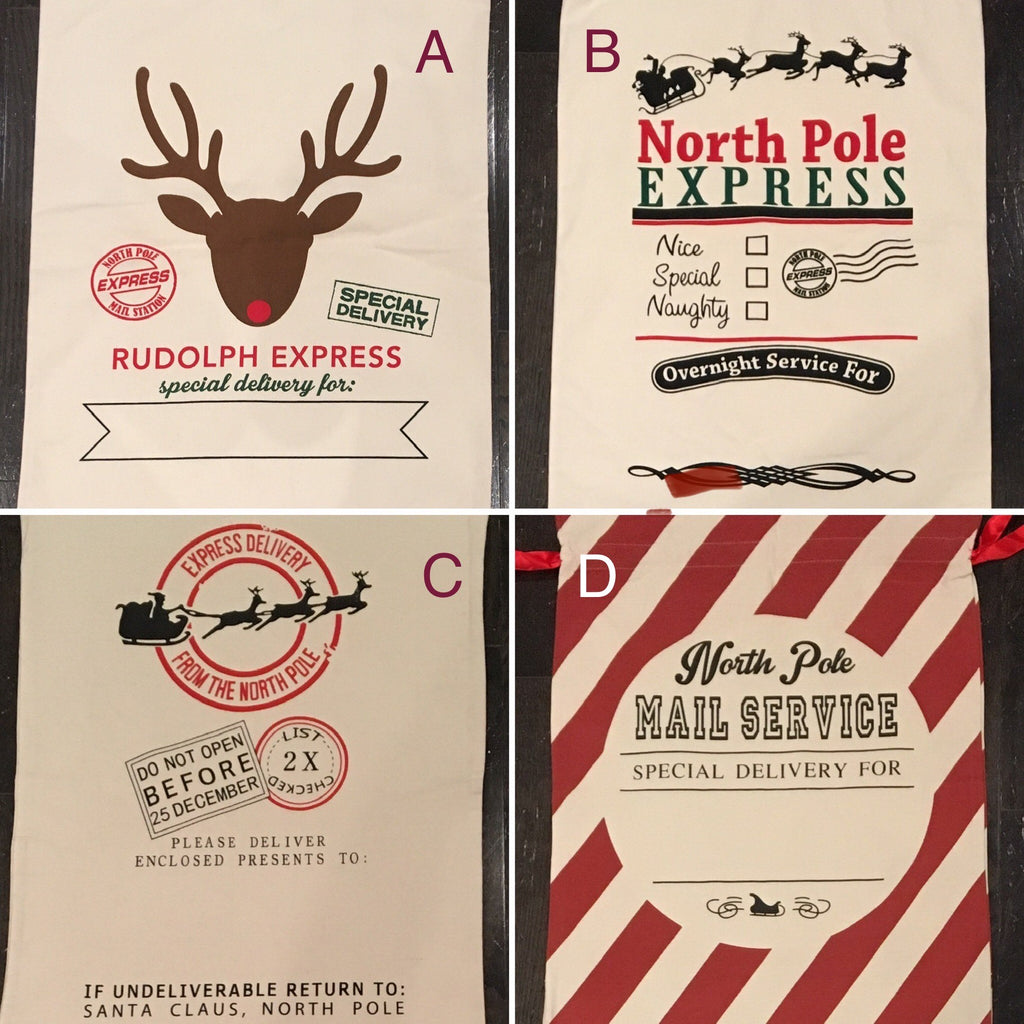 A
NORTH POLE
EXPRESS
MAIL STATION
SPECIAL
DELIVERY
RUDOLPH EXPRESS
special delivery for:
B
North Pole
EXPRESS
Nice
Special
Naughty
NORTH POLE
EXPRESS
MAIL STATION
Overnight Service For
C
EXPRESS DELIVERY
FROM THE NORTH POLE
DO NOT OPEN
BEFORE
25 DECEMBER
LIST
2X
CHECKED
PLEASE DELIVER
ENCLOSED PRESENTS TO:
IF UNDELIVERABLE RETURN TO:
SANTA CLAUS, NORTH POLE
D
North Pole
MAIL SERVICE
SPECIAL DELIVERY FOR